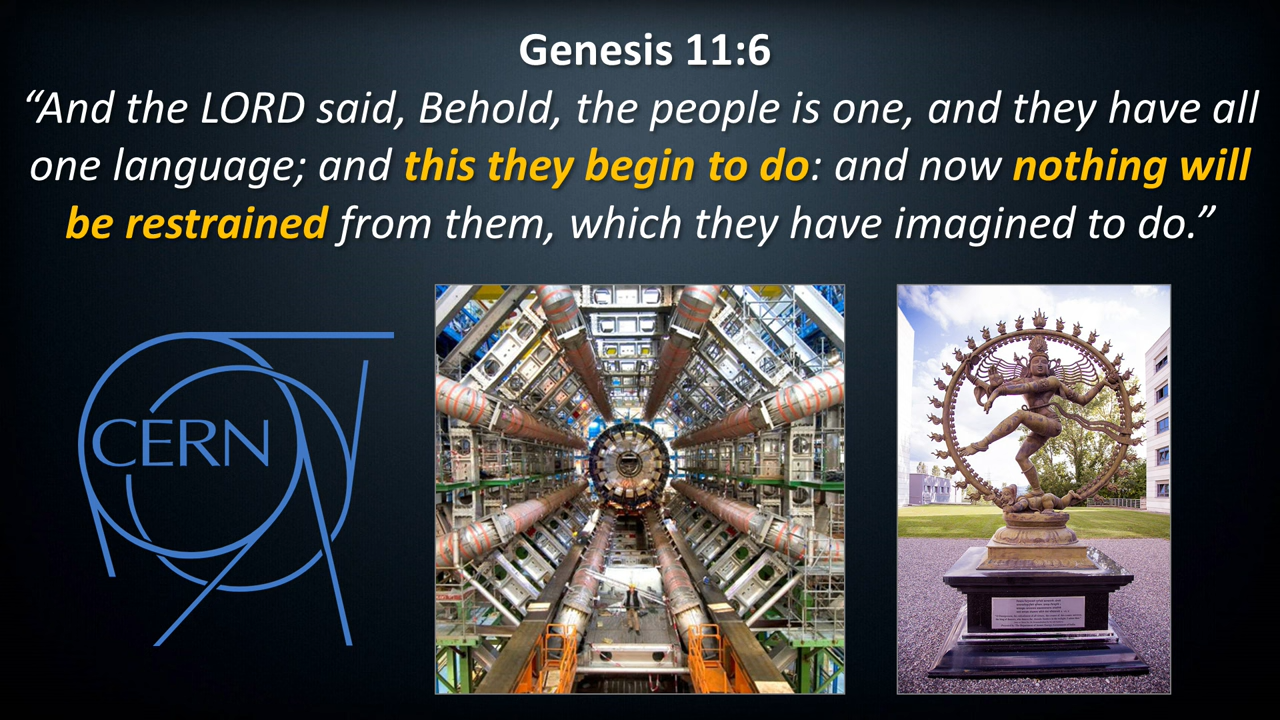 Genesis 11:6
“And the LORD said, Behold, the people is one, and they have all
one language; and this they begin to do: and now nothing will
be restrained from them, which they have imagined to do.”
CERN